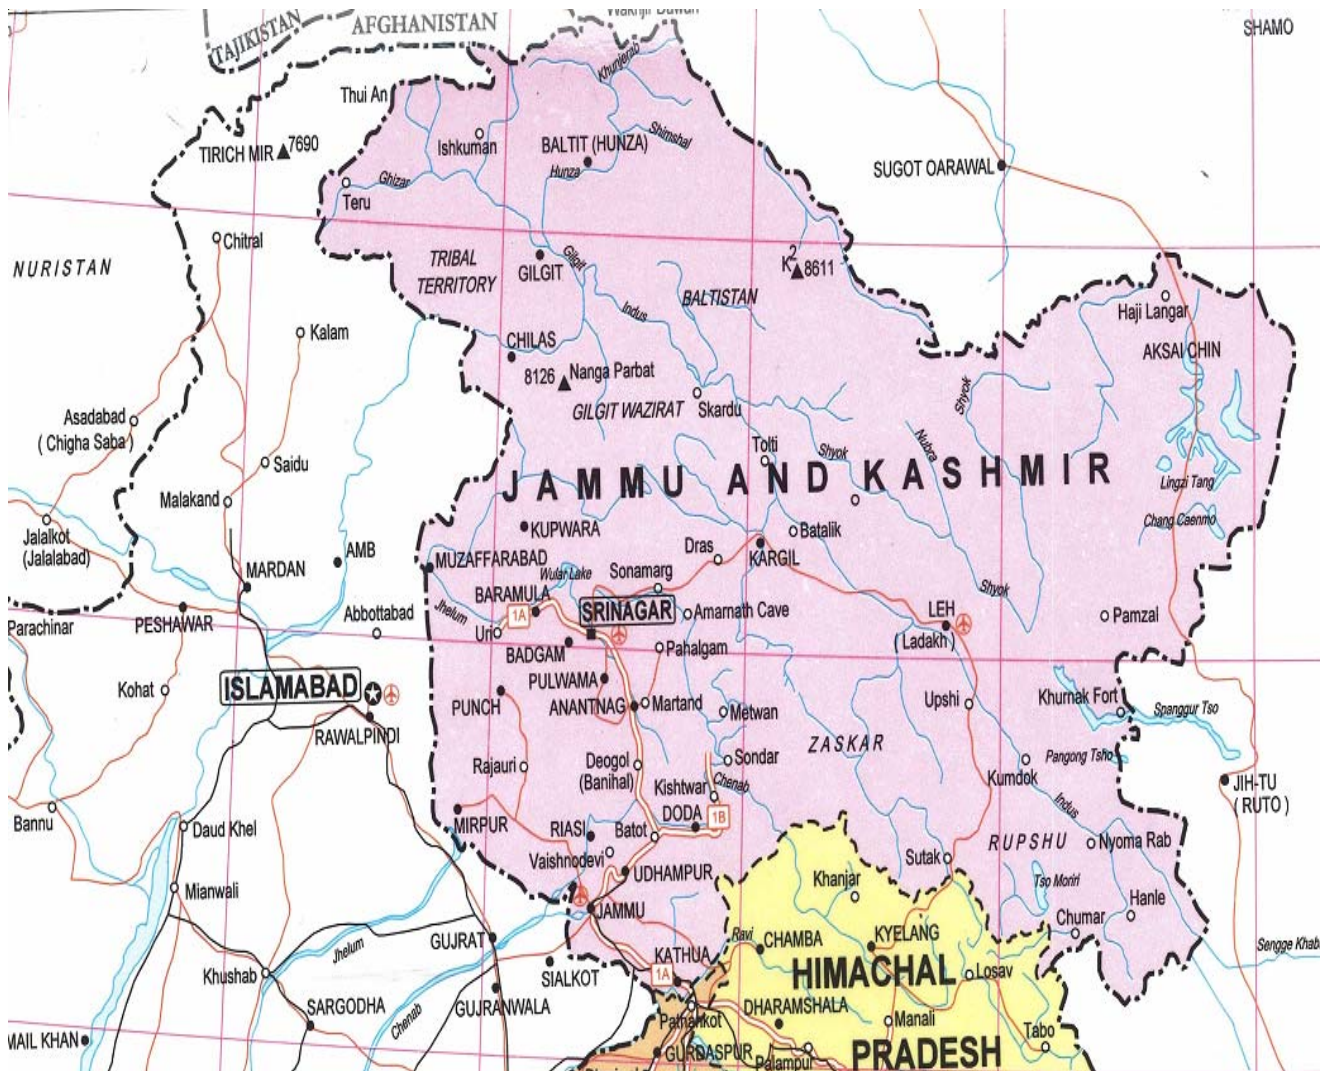 TAJIKISTAN
AFGHANISTAN
Wakhjir Dawan
SHAMO
Thui An
Khunjerab
TIRICH MIR 7690
Ishkuman
BALTIT (HUNZA)
Shimshal
Hunza
SUGOT OARAWAL
Teru
Ghizar
Chitral
NURISTAN
TRIBAL
TERRITORY
GILGIT
Gilgit
K2 8611
BALTISTAN
Indus
Haji Langar
Kalam
CHILAS
AKSAI CHIN
8126 Nanga Parbat
GILGIT WAZIRAT
Skardu
Shyok
Asadabad
( Chigha Saba )
Nubra
Tolti
Shyok
Saidu
JAMMU AND KASHMIR
Lingzi Tang
Malakand
Chang Caenmo
Jalalkot
(Jalalabad)
KUPWARA
Batalik
AMB
MUZAFFARABAD
Dras
KARGIL
MARDAN
Wular Lake
Sonamarg
Shyok
BARAMULA
Jhelum
1A
SRINAGAR
Amarnath Cave
LEH
( Ladakh )
Pamzai
Parachinar
PESHAWAR
Abbottabad
Uri
BADGAM
Pahalgam
Kohat
ISLAMABAD
PULWAMA
RAWALPINDI
PUNCH
ANANTNAG
Martand
Metwan
Upshi
Khurnak Fort
Spanggur Tso
ZASKAR
Pangong Tsho
Rajauri
Deogol
(Banihal)
Sondar
Kumdok
Kishtwar
Chenab
JIH-TU
( RUTO )
Indus
Bannu
Daud Khel
MIRPUR
RIASI
Batot
DODA
1B
RUPSHU
Nyoma Rab
Vaishnodevi
Sutak
UDHAMPUR
Mianwali
Khanjar
Tso Moriri
Hanle
JAMMU
Chumar
GUJRAT
Jhelum
Ravi
CHAMBA
KYELANG
Sengge Khab
KATHUA
1A
Khushab
SIALKOT
HIMACHAL
Losav
SARGODHA
GUJRANWALA
Chenab
DHARAMSHALA
Pathankot
Manali
Tabo
MAIL KHAN
GURDASPUR
Palampur
PRADESH